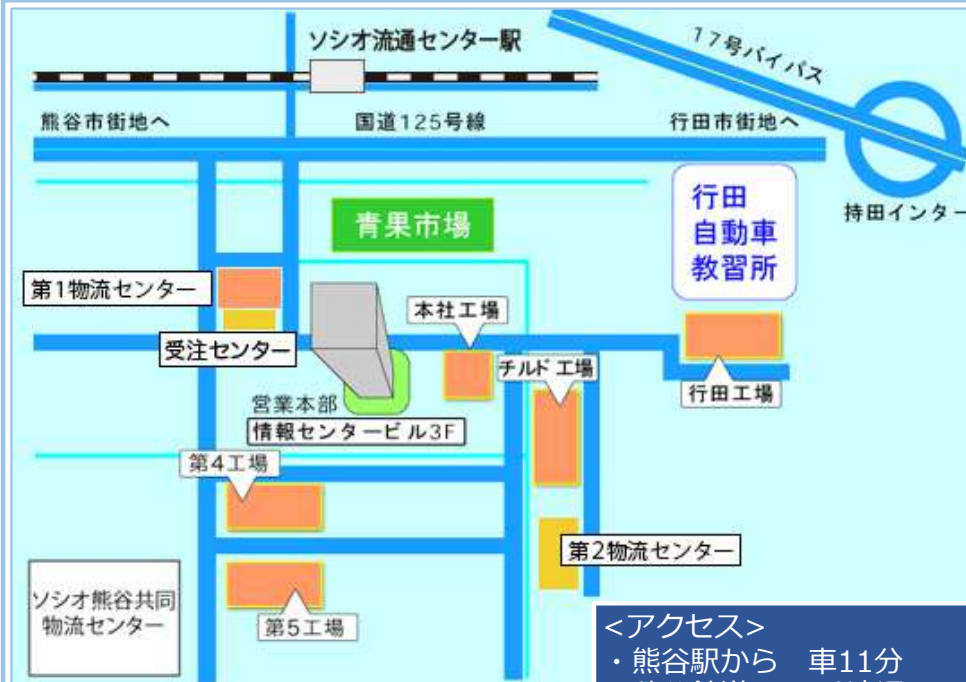 ソシオ流通センター駅
17号バイパス
熊谷市街地へ
国道125号線
行田市街地へ
持田インター
青果市場
行田
自動車
教習所
第1物流センター
本社工場
受注センター
チルド工場
行田工場
営業本部
情報センタービル3F
第4工場
第2物流センター
ソシオ熊谷共同
物流センター
第5工場
<アクセス>
・熊谷駅から　車11分